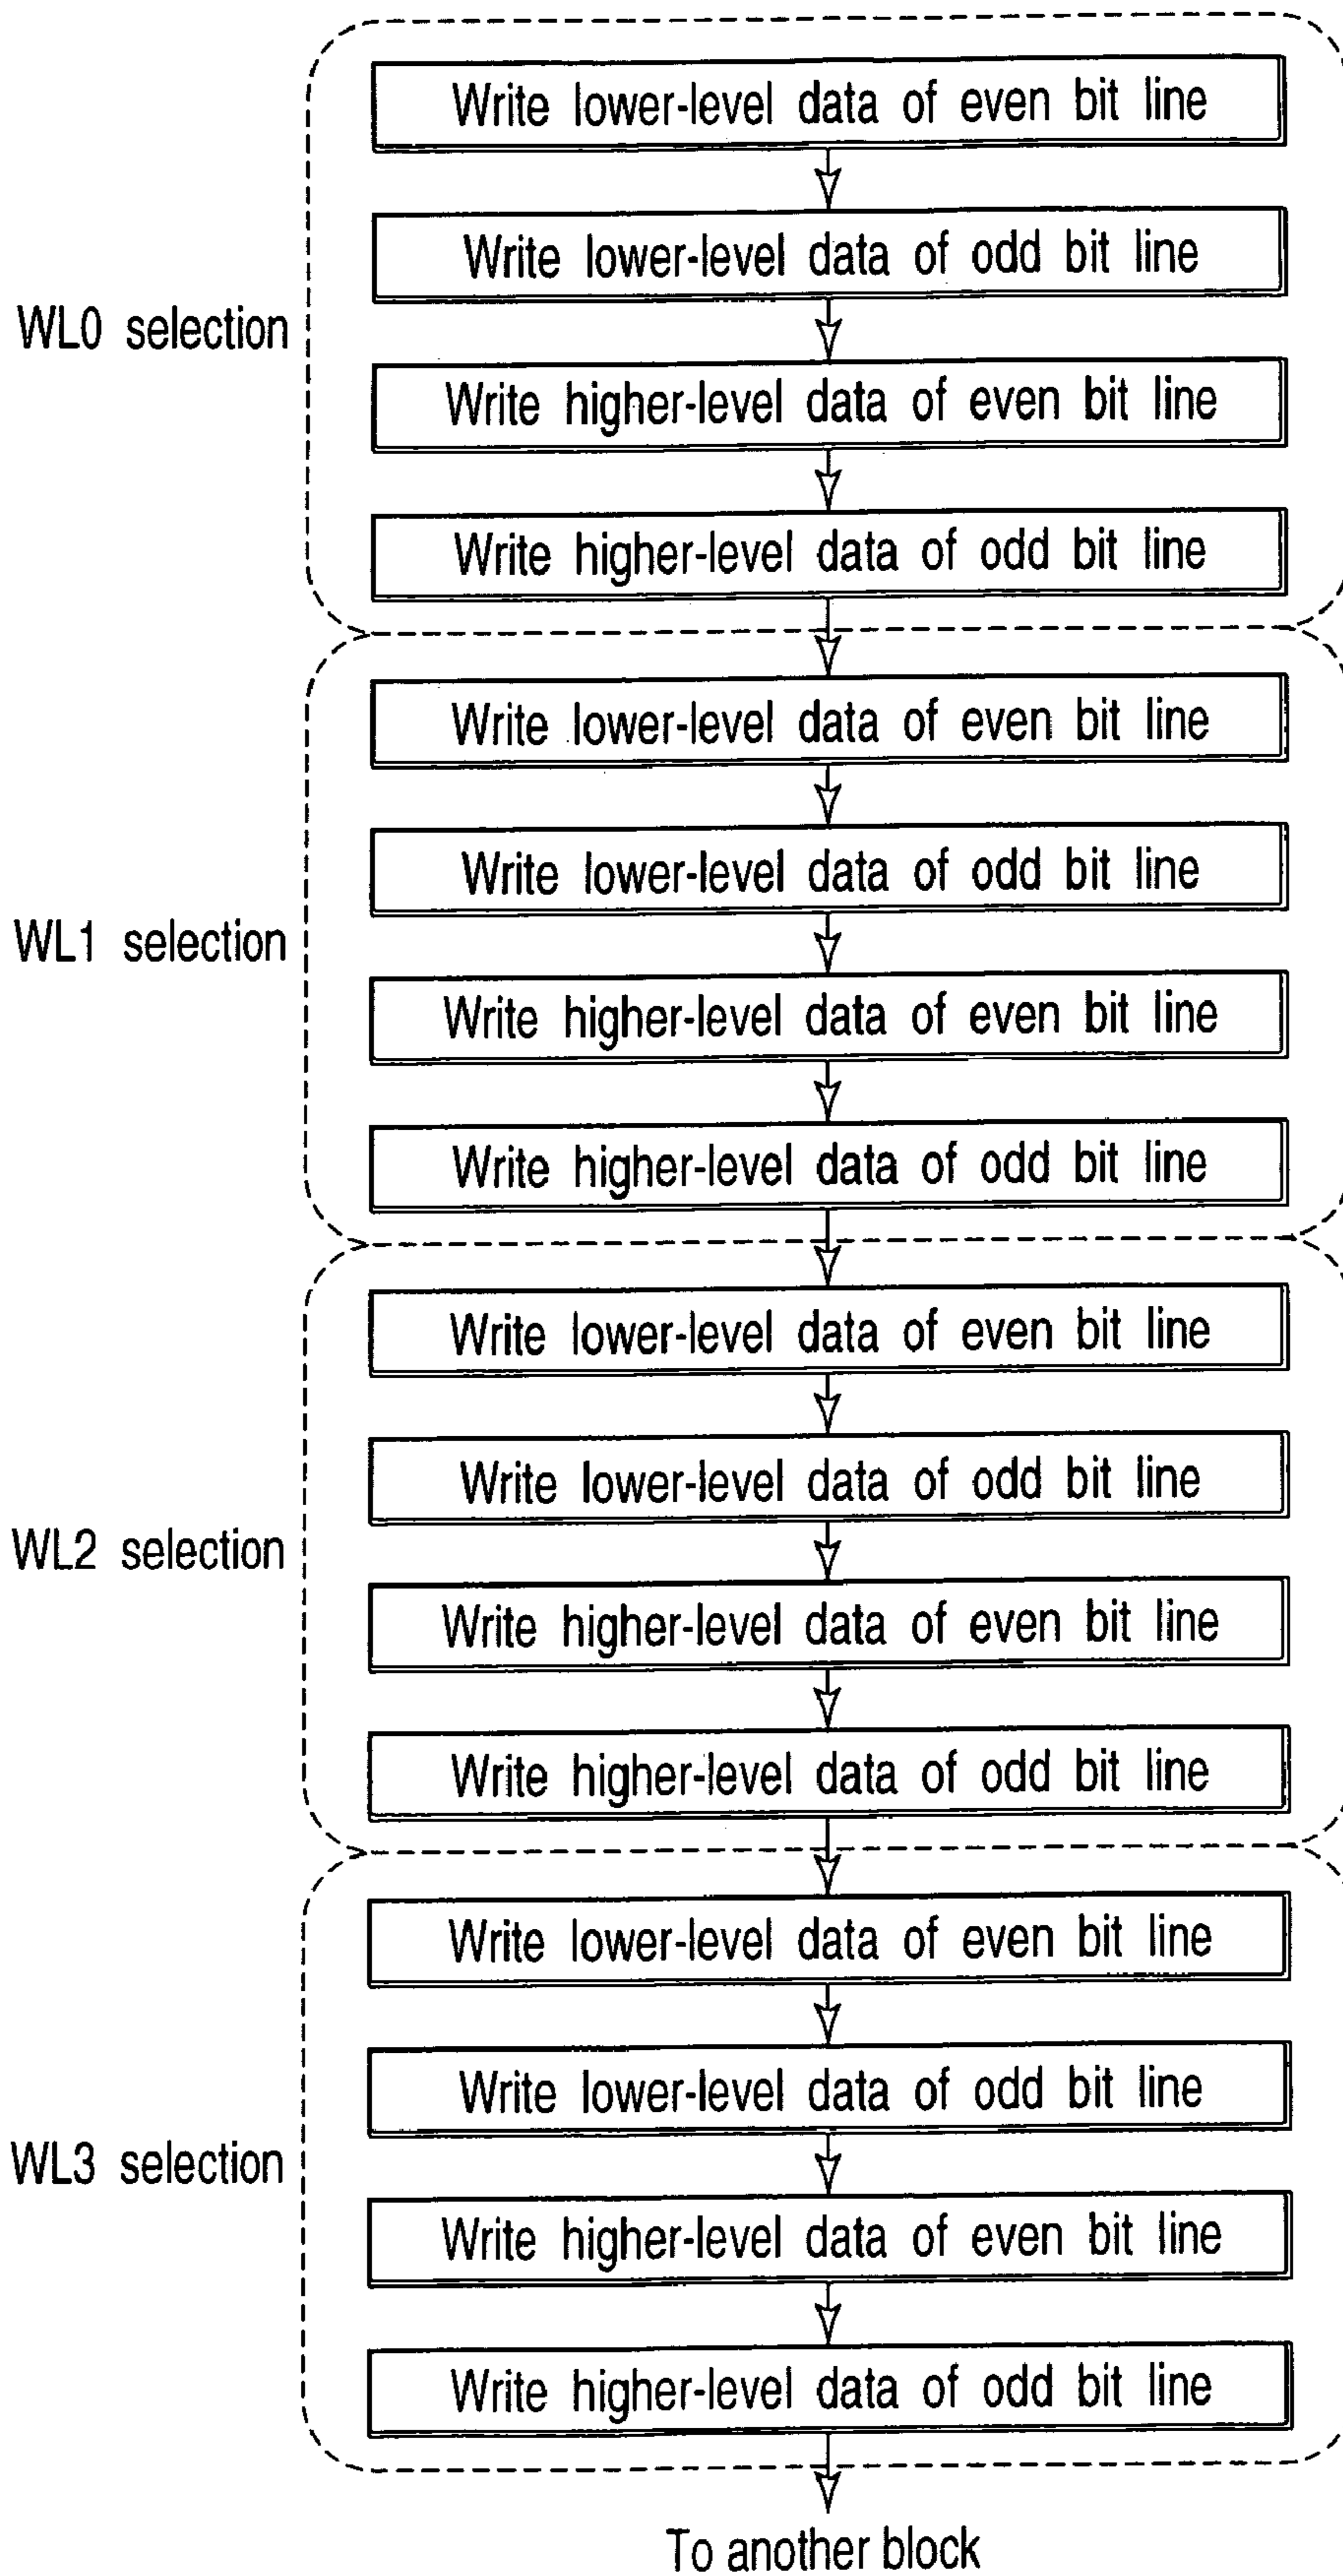 Write lower-level data of even bit line
Write lower-level data of odd bit line
WL0 selection
Write higher-level data of even bit line
Write higher-level data of odd bit line
Write lower-level data of even bit line
Write lower-level data of odd bit line
WL1 selection
Write higher-level data of even bit line
Write higher-level data of odd bit line
Write lower-level data of even bit line
Write lower-level data of odd bit line
WL2 selection
Write higher-level data of even bit line
Write higher-level data of odd bit line
Write lower-level data of even bit line
Write lower-level data of odd bit line
WL3 selection
Write higher-level data of even bit line
Write higher-level data of odd bit line
To another block